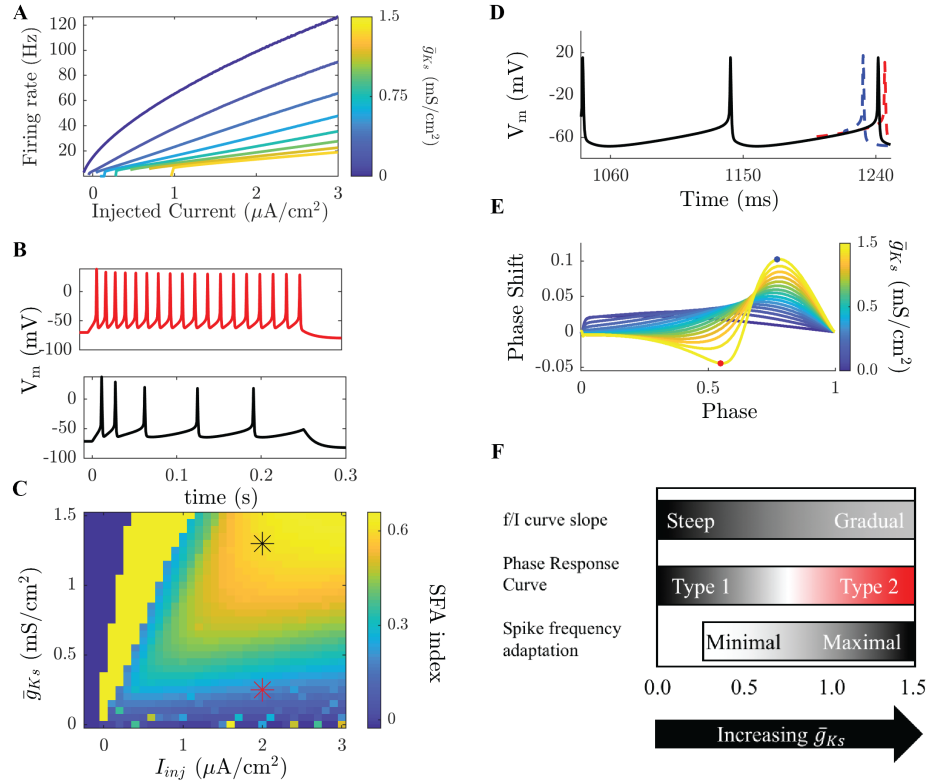 A
Firing rate (Hz)
120
100
80
60
40
20
0
1
2
3
Injected Current (μA/cm²)
1.5
0.75
0
ḡKs (mS/cm²)
B
0
-50
-100
0
-50
-100
Vm (mV)
0
0.1
0.2
0.3
time (s)
C
1.5
1
0.5
0
ḡKs (mS/cm²)
0
1
2
3
Iinj (μA/cm²)
0.6
0.3
0
SFA index
D
20
-20
-60
Vm (mV)
1060
1150
1240
Time (ms)
E
0.1
0.05
0
-0.05
Phase Shift
0
0.5
1
Phase
1.5
0.5
0
ḡKs (mS/cm²)
F
f/I curve slope
Steep
Gradual
Phase Response
Curve
Type 1
Type 2
Spike frequency
adaptation
Minimal
Maximal
0.0
0.5
1.0
1.5
Increasing ḡKs